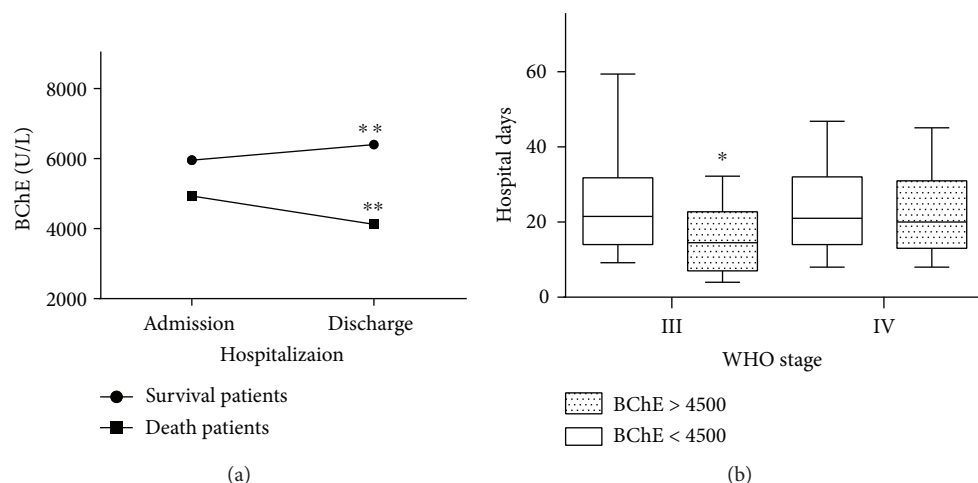 BChE (U/L)
8000
6000
4000
2000
**
**
Admission
Discharge
Hospitalizaion
Survival patients
Death patients
(a)
Hospital days
60
40
20
0
*
III
IV
WHO stage
BChE > 4500
BChE < 4500
(b)